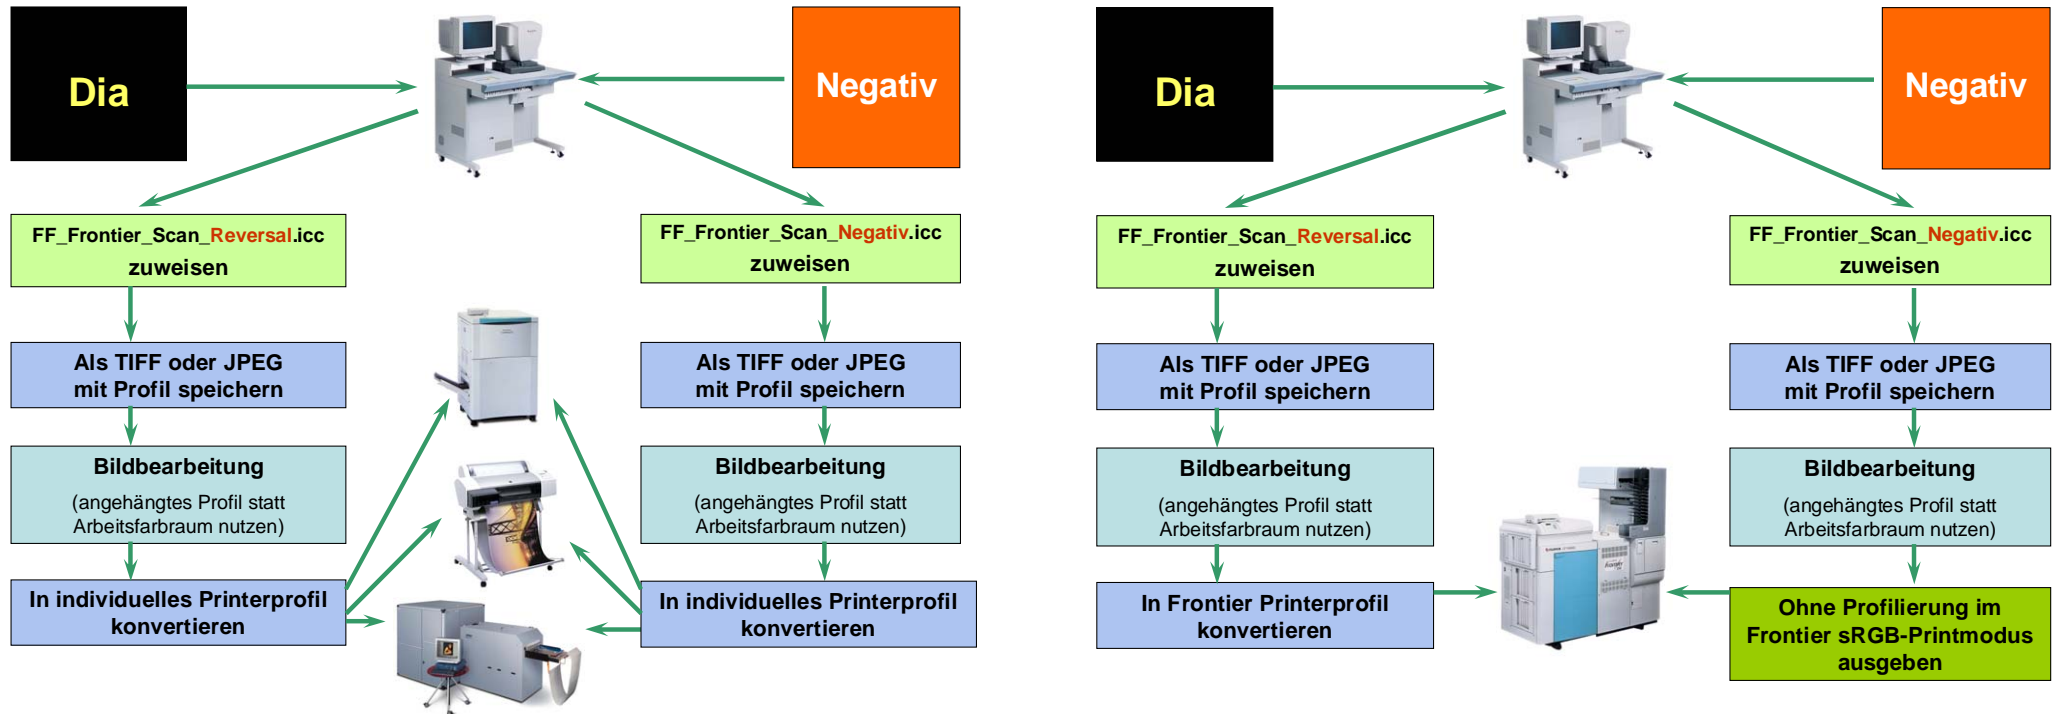 Dia
Negativ
FF_Frontier_Scan_Reversal.icc
zuweisen
FF_Frontier_Scan_Negativ.icc
zuweisen
Als TIFF oder JPEG
mit Profil speichern
Als TIFF oder JPEG
mit Profil speichern
Bildbearbeitung
(angehängtes Profil statt
Arbeitsfarbraum nutzen)
Bildbearbeitung
(angehängtes Profil statt
Arbeitsfarbraum nutzen)
In individuelles Printerprofil
konvertieren
In individuelles Printerprofil
konvertieren
Dia
Negativ
FF_Frontier_Scan_Reversal.icc
zuweisen
FF_Frontier_Scan_Negativ.icc
zuweisen
Als TIFF oder JPEG
mit Profil speichern
Als TIFF oder JPEG
mit Profil speichern
Bildbearbeitung
(angehängtes Profil statt
Arbeitsfarbraum nutzen)
Bildbearbeitung
(angehängtes Profil statt
Arbeitsfarbraum nutzen)
Frontier
In Frontier Printerprofil
konvertieren
Ohne Profilierung im
Frontier sRGB-Printmodus
ausgeben